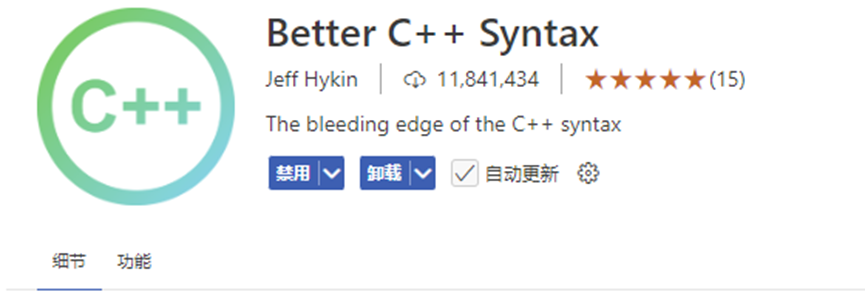 C++
Better C++ Syntax
Jeff Hykin 11,841,434 (15)
The bleeding edge of the C++ syntax
禁用 卸载 自动更新
细节 功能